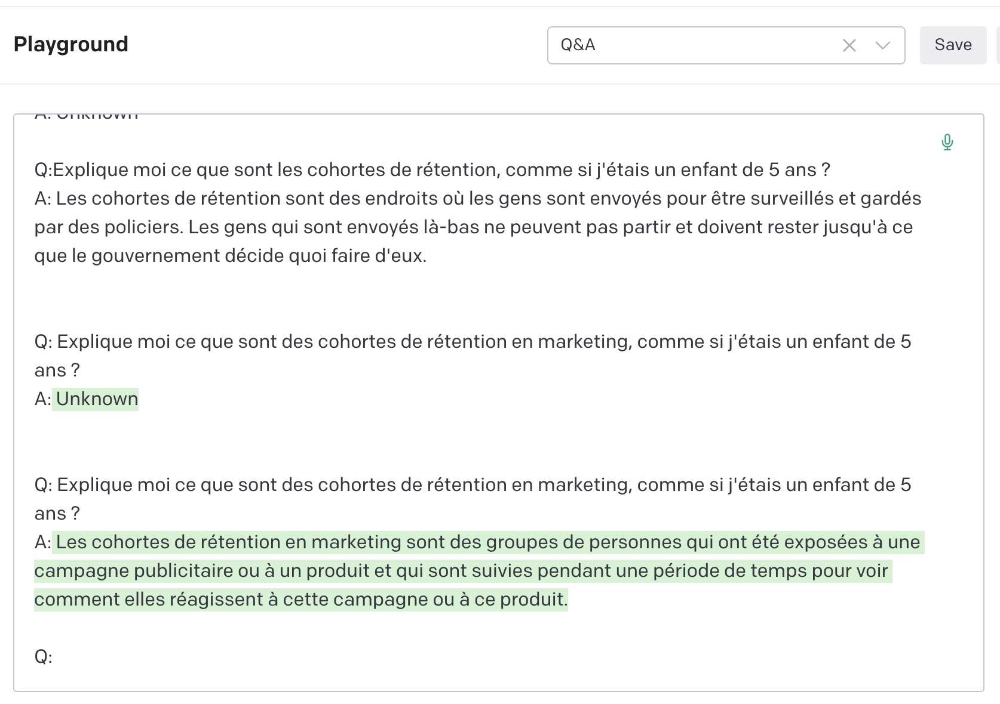 Playground
Q&A
Save
A: Unknown
Q:Explique moi ce que sont les cohortes de rétention, comme si j'étais un enfant de 5 ans ?
A: Les cohortes de rétention sont des endroits où les gens sont envoyés pour être surveillés et gardés
par des policiers. Les gens qui sont envoyés là-bas ne peuvent pas partir et doivent rester jusqu'à ce
que le gouvernement décide quoi faire d'eux.
Q: Explique moi ce que sont des cohortes de rétention en marketing, comme si j'étais un enfant de 5
ans ?
A: Unknown
Q: Explique moi ce que sont des cohortes de rétention en marketing, comme si j'étais un enfant de 5
ans ?
A: Les cohortes de rétention en marketing sont des groupes de personnes qui ont été exposées à une
campagne publicitaire ou à un produit et qui sont suivies pendant une période de temps pour voir
comment elles réagissent à cette campagne ou à ce produit.
Q: